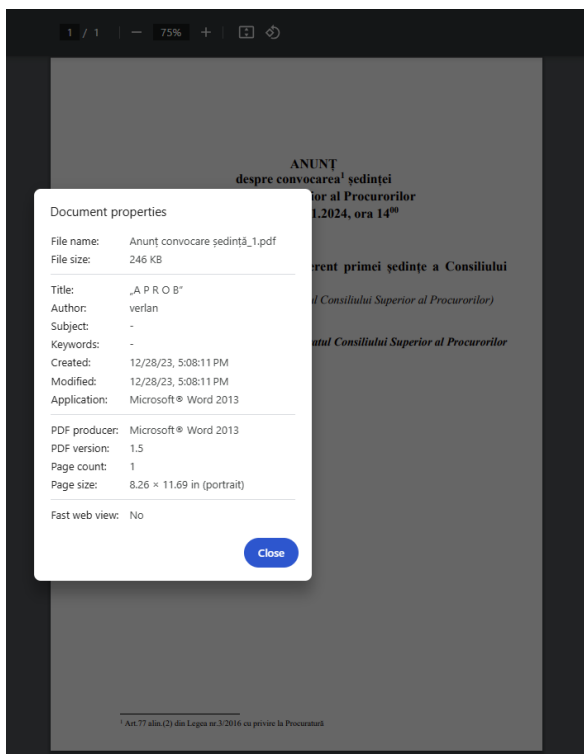 1 / 1
75%
ANUNȚ
despre convocarea¹ ședinței
ior al Procurorilor
1.2024, ora 14⁰⁰
erent primei ședințe a Consiliului
l Consiliului Superior al Procurorilor)
atul Consiliului Superior al Procurorilor
Document properties
File name: Anunț convocare ședință_1.pdf
File size: 246 KB
Title: „A P R O B”
Author: verlan
Subject: -
Keywords: -
Created: 12/28/23, 5:08:11 PM
Modified: 12/28/23, 5:08:11 PM
Application: Microsoft® Word 2013
PDF producer: Microsoft® Word 2013
PDF version: 1.5
Page count: 1
Page size: 8.26 × 11.69 in (portrait)
Fast web view: No
Close
¹ Art.77 alin.(2) din Legea nr.3/2016 cu privire la Procuratură